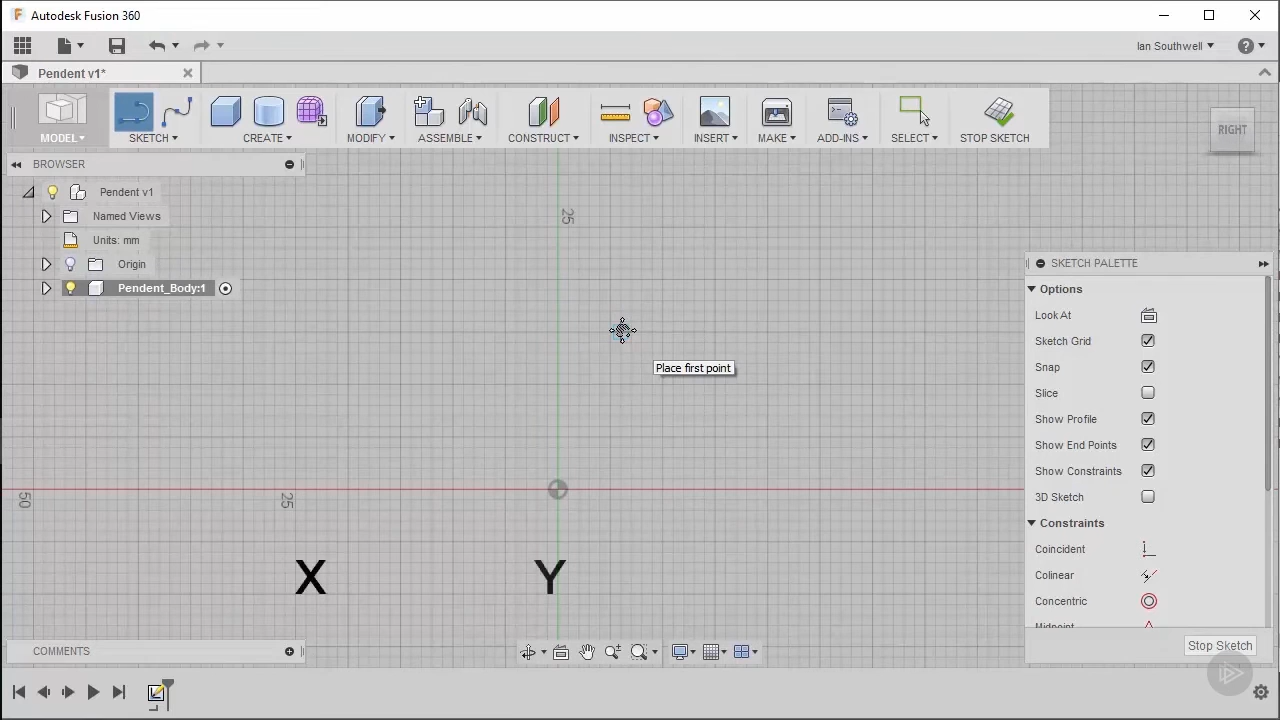 Autodesk Fusion 360
Ian Southwell
Pendent v1*
MODEL
SKETCH
CREATE
MODIFY
ASSEMBLE
CONSTRUCT
INSPECT
INSERT
MAKE
ADD-INS
SELECT
STOP SKETCH
RIGHT
BROWSER
Pendent v1
Named Views
Units: mm
Origin
Pendent_Body:1
25
Place first point
50
25
X
Y
SKETCH PALETTE
Options
Look At
Sketch Grid
Snap
Slice
Show Profile
Show End Points
Show Constraints
3D Sketch
Constraints
Coincident
Colinear
Concentric
Midpoint
Stop Sketch
COMMENTS